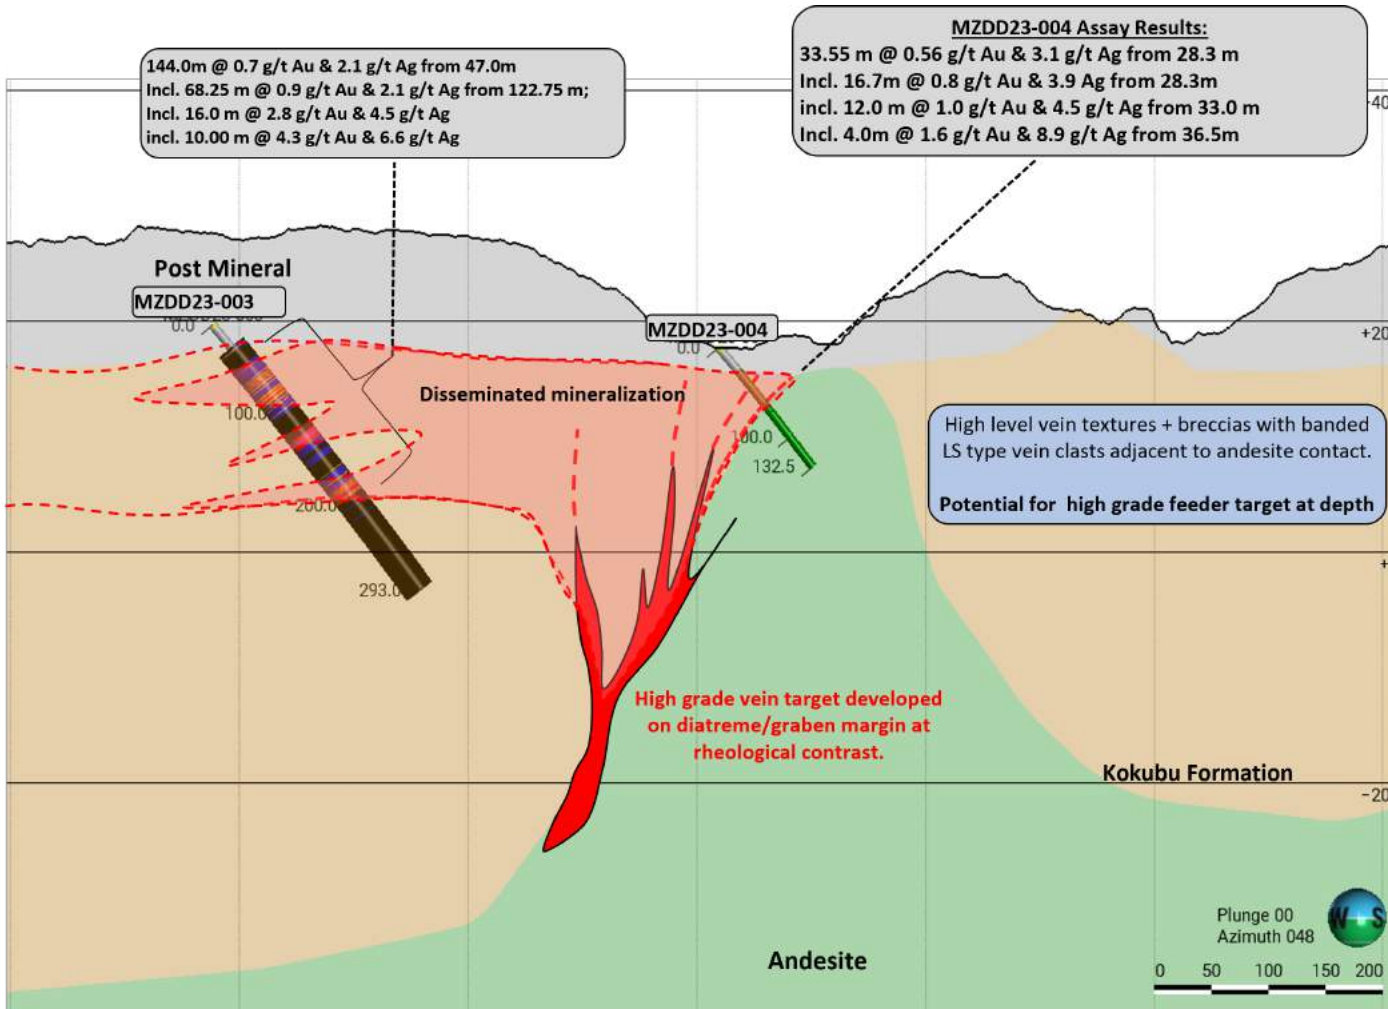 MZDD23-004 Assay Results:
33.55 m @ 0.56 g/t Au & 3.1 g/t Ag from 28.3 m
Incl. 16.7m @ 0.8 g/t Au & 3.9 Ag from 28.3m
incl. 12.0 m @ 1.0 g/t Au & 4.5 g/t Ag from 33.0 m
Incl. 4.0m @ 1.6 g/t Au & 8.9 g/t Ag from 36.5m
144.0m @ 0.7 g/t Au & 2.1 g/t Ag from 47.0m
Incl. 68.25 m @ 0.9 g/t Au & 2.1 g/t Ag from 122.75 m;
Incl. 16.0 m @ 2.8 g/t Au & 4.5 g/t Ag
incl. 10.00 m @ 4.3 g/t Au & 6.6 g/t Ag
+40
Post Mineral
MZDD23-003
0.0
MZDD23-004
0.0
+20
Disseminated mineralization
100.0
100.0
132.5
200.0
293.0
High level vein textures + breccias with banded
LS type vein clasts adjacent to andesite contact.
Potential for high grade feeder target at depth
+
High grade vein target developed
on diatreme/graben margin at
rheological contrast.
Kokubu Formation
−20
Andesite
Plunge 00
Azimuth 048
W S
0 50 100 150 200